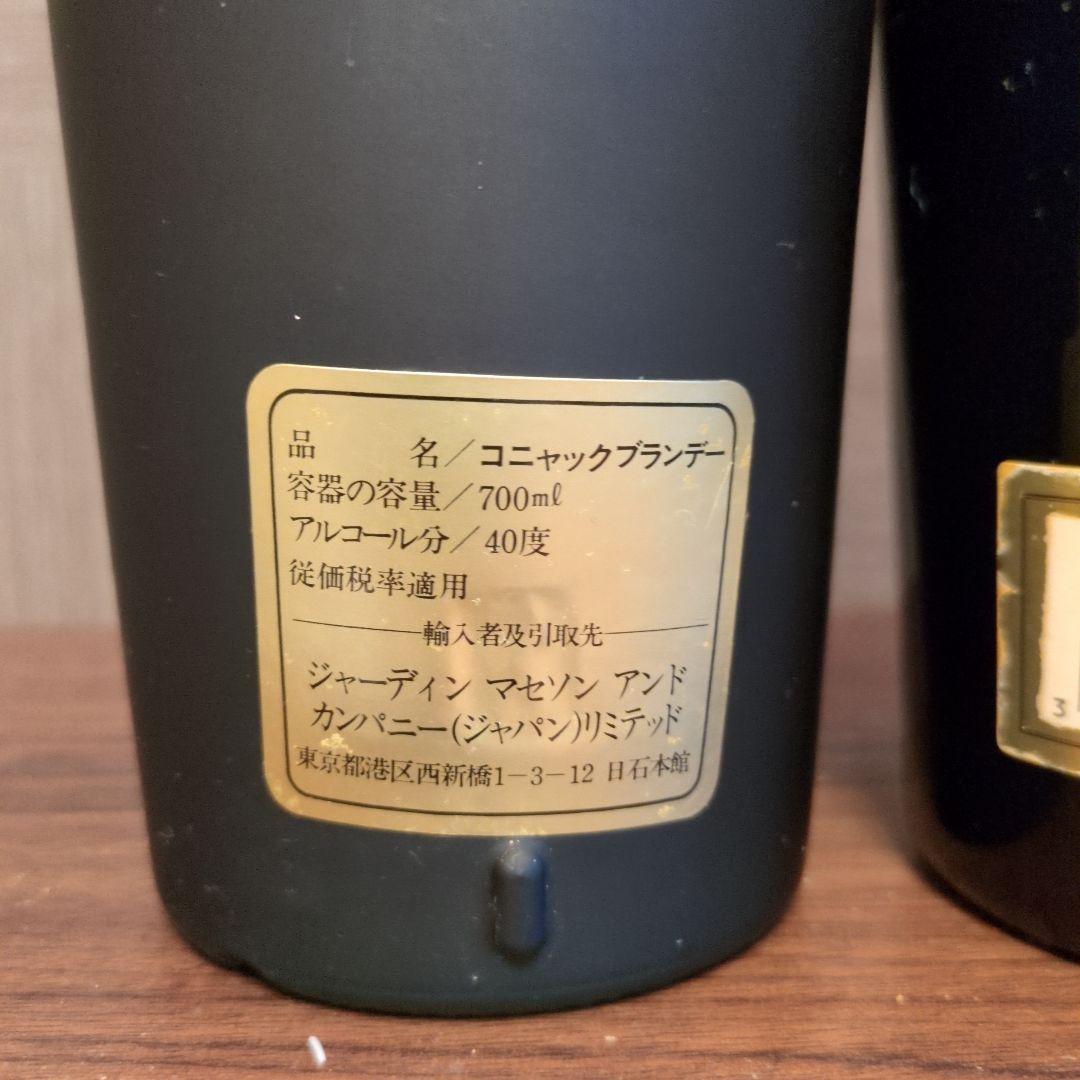 品 名／コニャックブランデー
容器の容量／700ml
アルコール分／40度
従価税率適用
輸入者及引取先
ジャーディン マセソン アンド
カンパニー(ジャパン)リミテッド
東京都港区西新橋1-3-12 日石本館
3